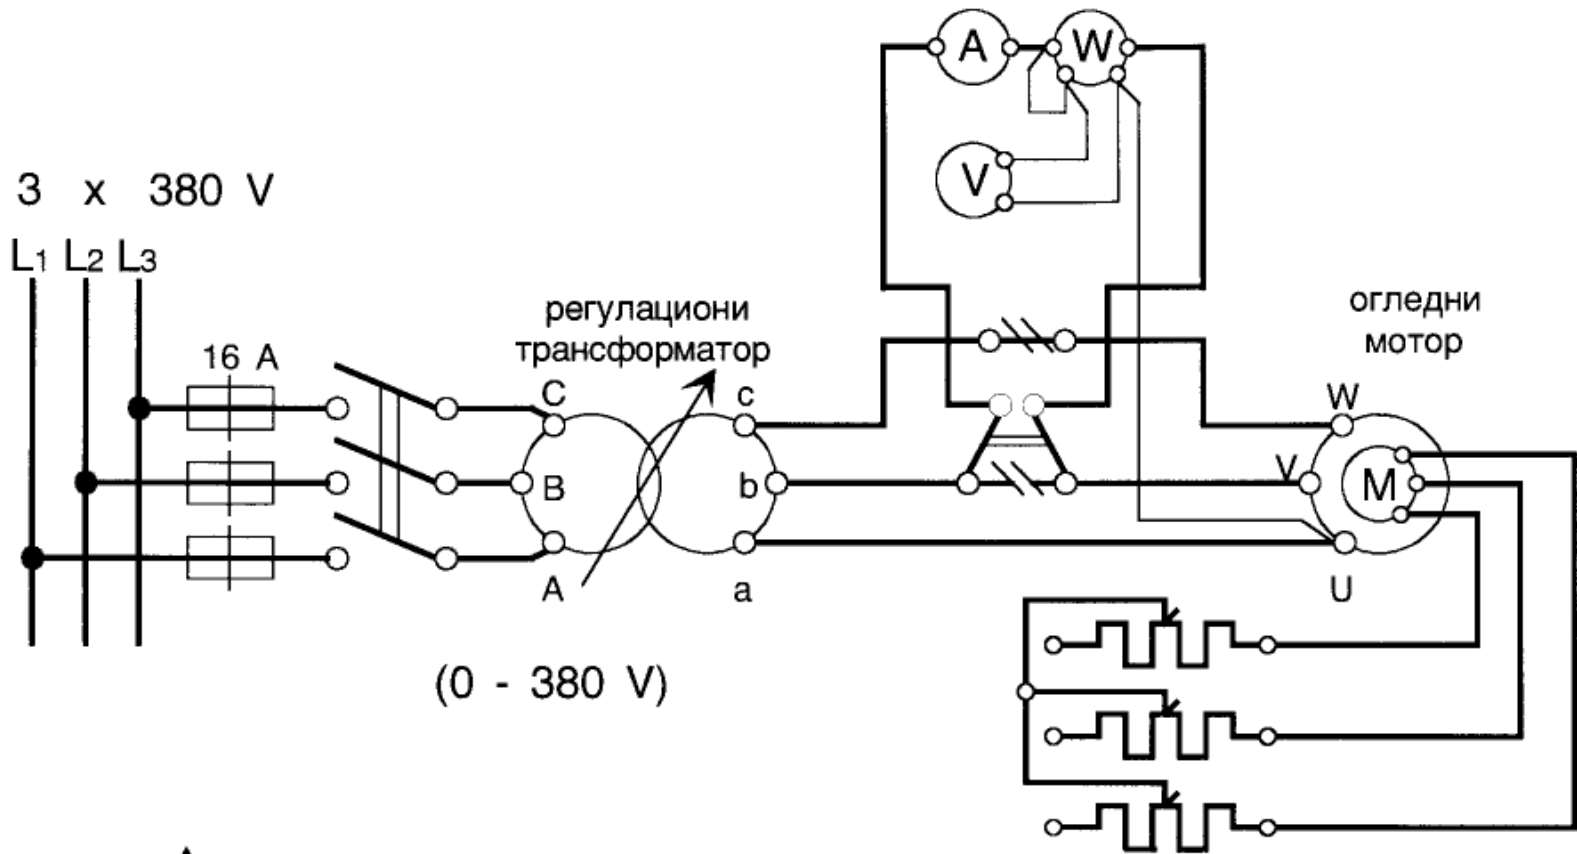 A W
V
3 x 380 V
L1 L2 L3
регулациони
трансформатор
огледни
мотор
16 A
C c W
B b V M
A a U
(0 - 380 V)